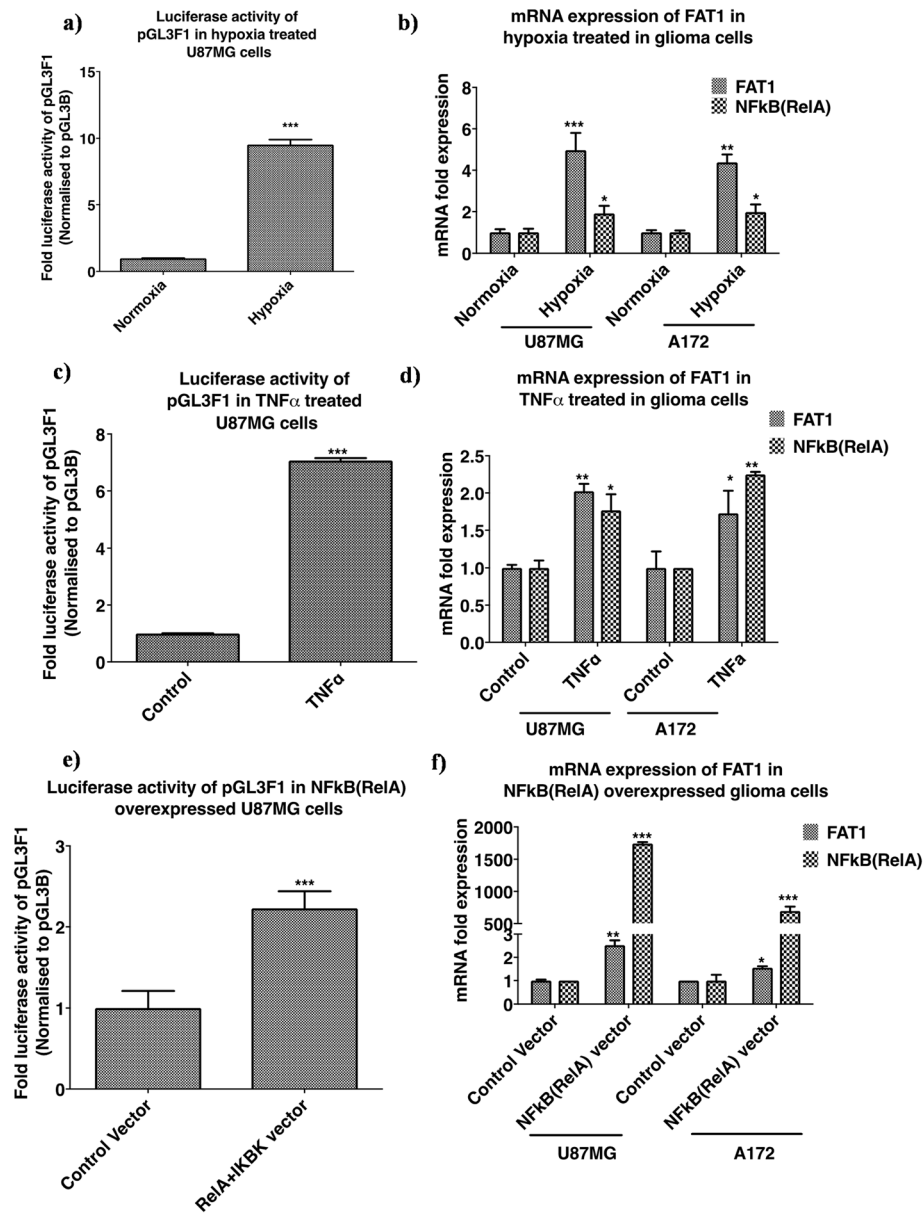 a)
Luciferase activity of
pGL3F1 in hypoxia treated
U87MG cells
Fold luciferase activity of pGL3F1
(Normalised to pGL3B)
15
10
5
0
***
Normoxia
Hypoxia
b)
mRNA expression of FAT1 in
hypoxia treated in glioma cells
FAT1
NFkB(RelA)
mRNA fold expression
8
6
4
2
0
***
*
**
*
Normoxia
Hypoxia
Normoxia
Hypoxia
U87MG
A172
c)
Luciferase activity of
pGL3F1 in TNFα treated
U87MG cells
Fold luciferase activity of pGL3F1
(Normalised to pGL3B)
8
6
4
2
0
***
Control
TNFα
d)
mRNA expression of FAT1 in
TNFα treated in glioma cells
FAT1
NFkB(RelA)
mRNA fold expression
2.5
2.0
1.5
1.0
0.5
0.0
**
*
*
**
Control
TNFα
Control
TNFa
U87MG
A172
e)
Luciferase activity of pGL3F1 in NFkB(RelA)
overexpressed U87MG cells
Fold luciferase activity of pGL3F1
(Normalised to pGL3B)
3
2
1
0
***
Control Vector
RelA+IKBK vector
f)
mRNA expression of FAT1 in
NFkB(RelA) overexpressed glioma cells
FAT1
NFkB(RelA)
mRNA fold expression
2000
1500
1000
500
3
2
1
0
**
***
*
***
Control Vector
NFkB(RelA) vector
Control vector
NFkB(RelA) vector
U87MG
A172